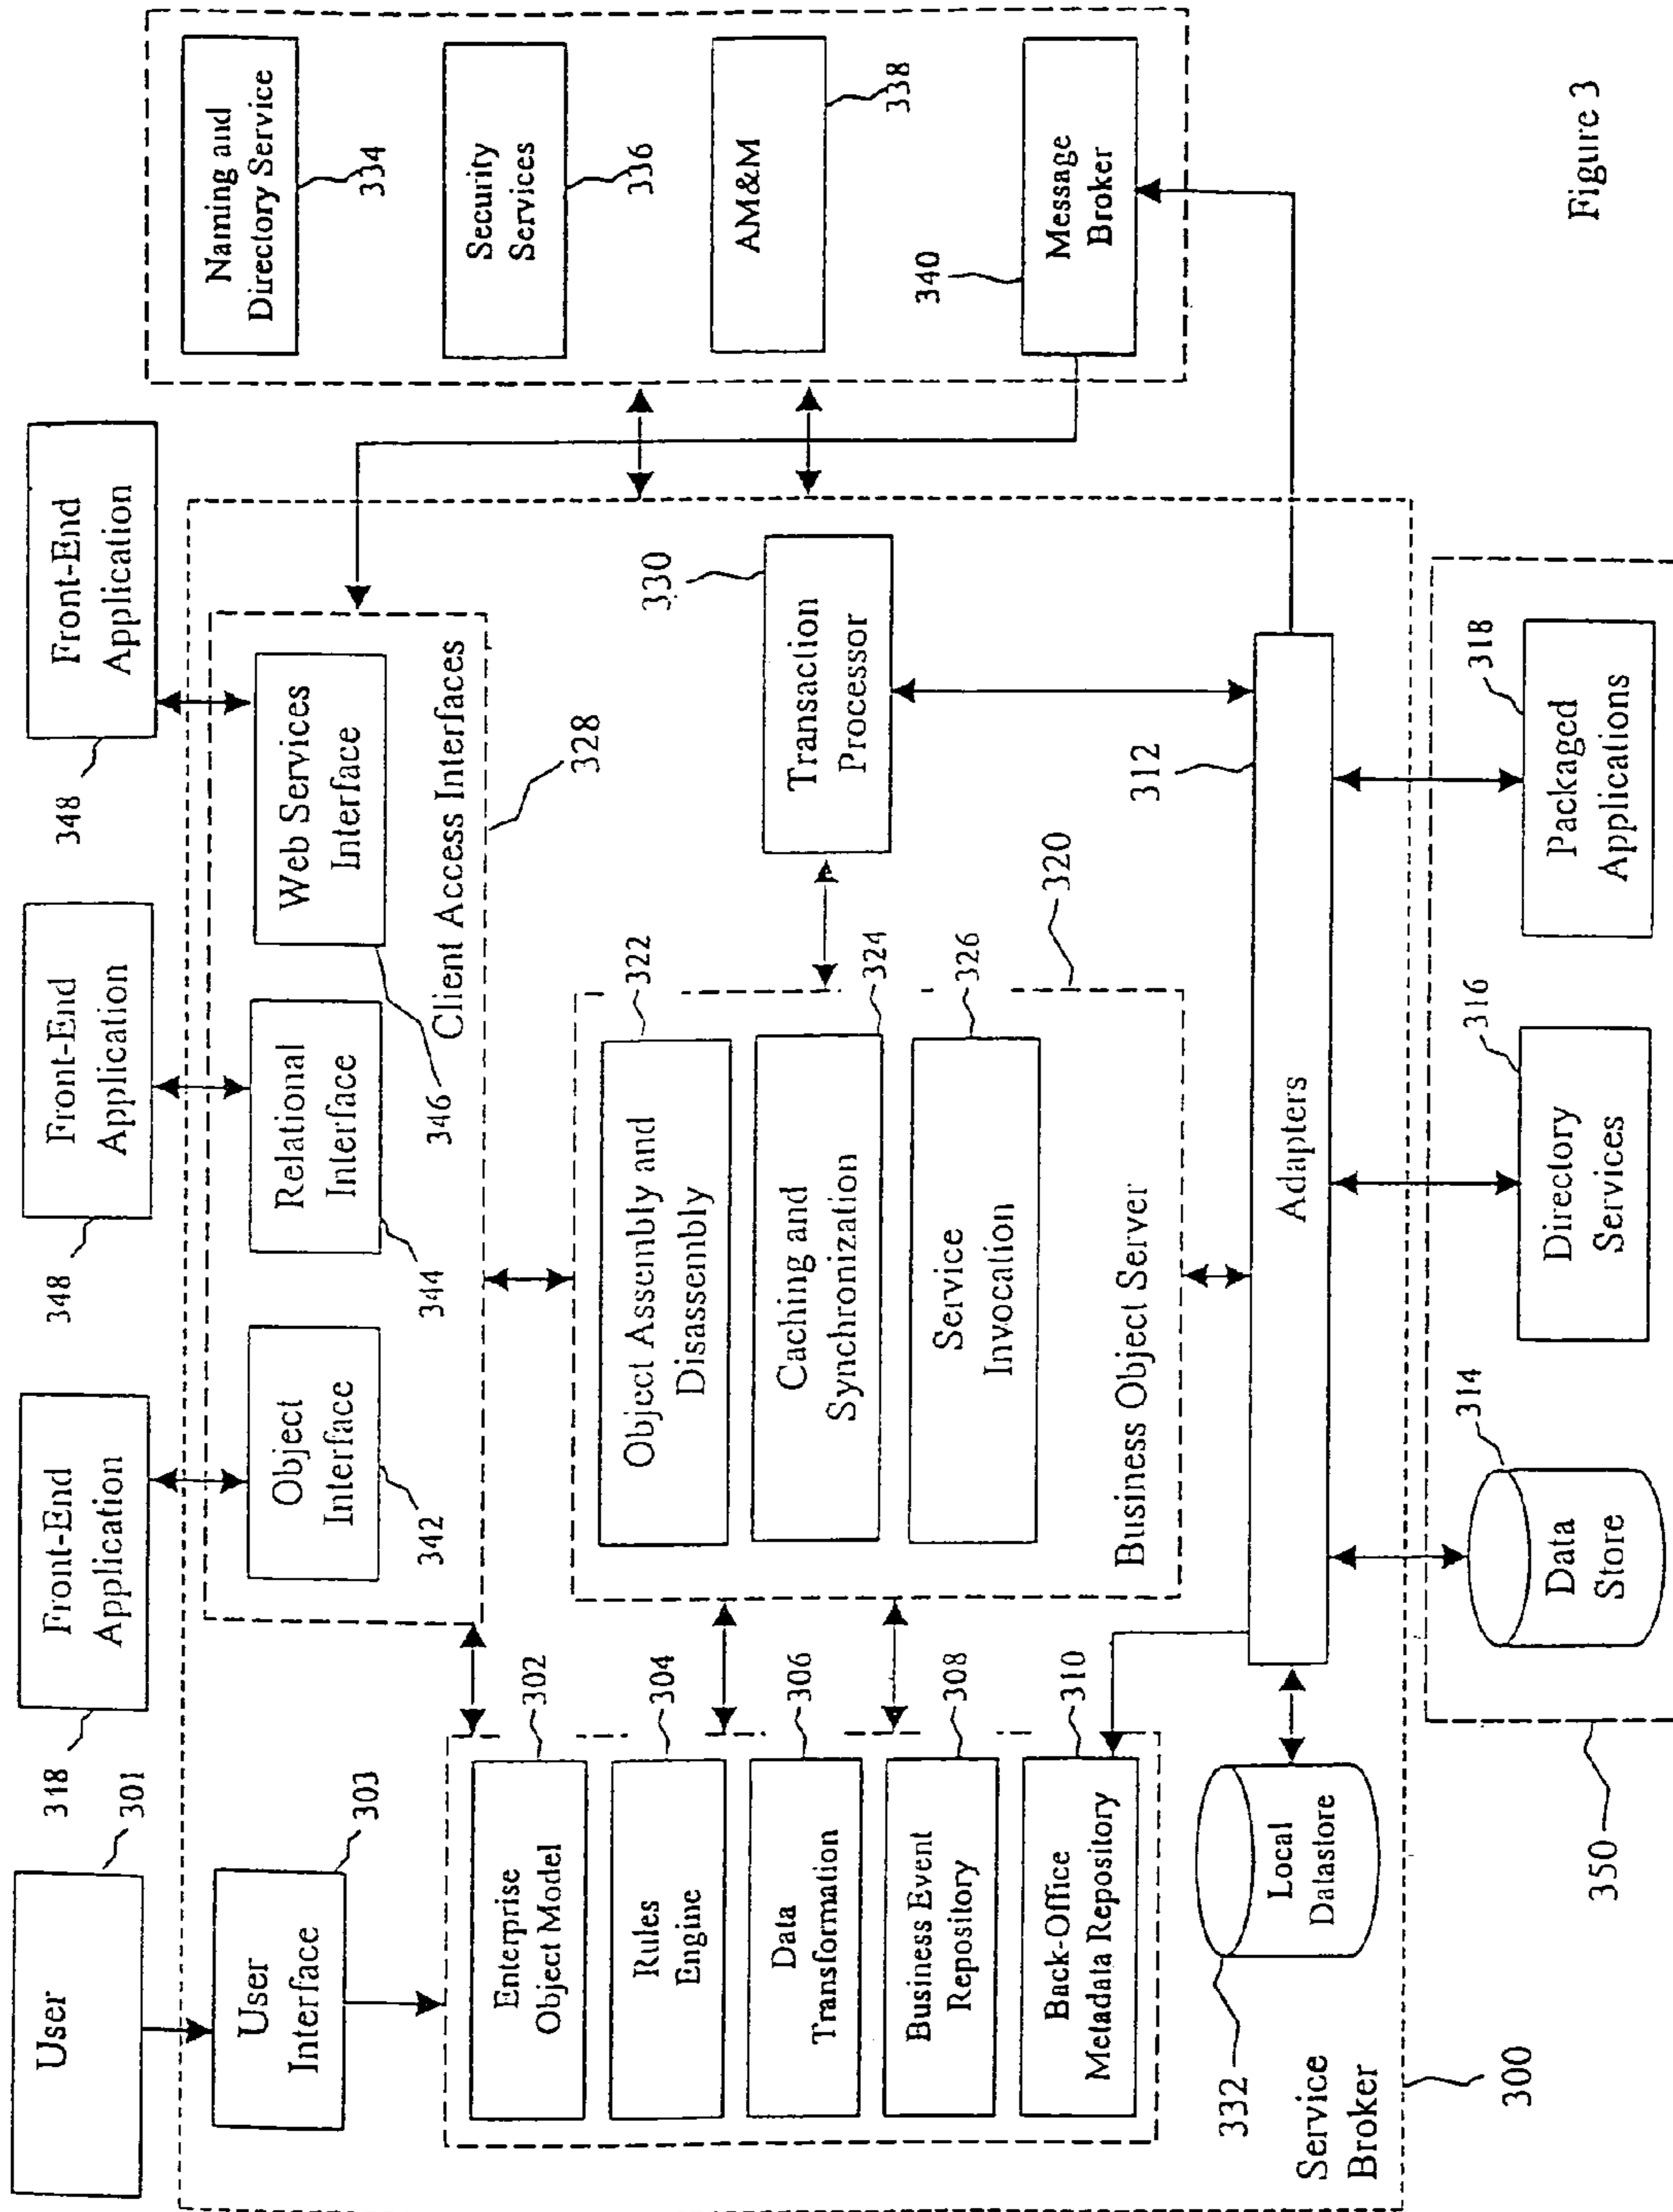 User
301
Front-End
Application
318
Front-End
Application
348
Front-End
Application
348
User
Interface
303
Object
Interface
342
Relational
Interface
344
Web Services
Interface
346
Client Access Interfaces
328
Naming and
Directory Service
334
Security
Services
336
AM&M
338
340
Message
Broker
Enterprise
Object Model
302
Rules
Engine
304
Data
Transformation
306
Business Event
Repository
308
Back-Office
Metadata Repository
310
Object Assembly and
Disassembly
322
Caching and
Synchronization
324
Service
Invocation
326
Business Object Server
320
Transaction
Processor
330
332
Local
Datastore
Adapters
312
Service
Broker
300
Data
Store
314
Directory
Services
316
Packaged
Applications
318
350
Figure 3